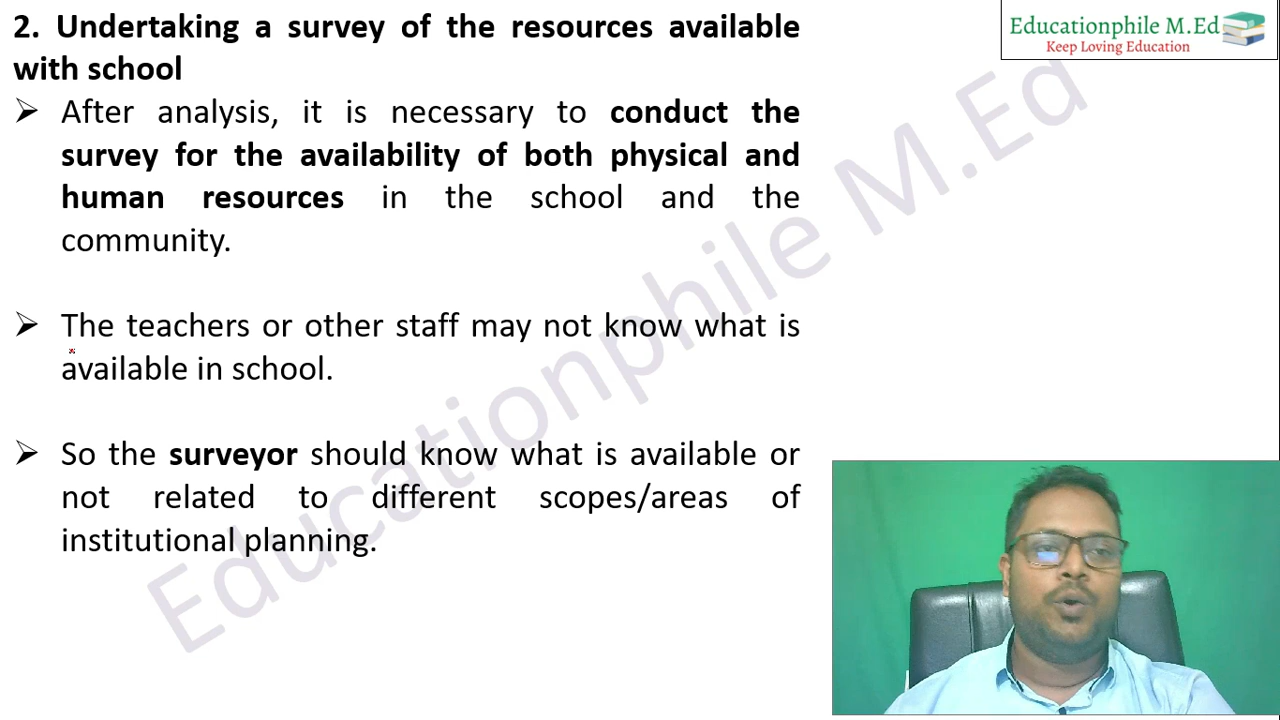 2. Undertaking a survey of the resources available
with school
➢ After analysis, it is necessary to conduct the
survey for the availability of both physical and
human resources in the school and the
community.
➢ The teachers or other staff may not know what is
available in school.
➢ So the surveyor should know what is available or
not related to different scopes/areas of
institutional planning.
Educationphile M.Ed
Keep Loving Education
Educationphile M.Ed